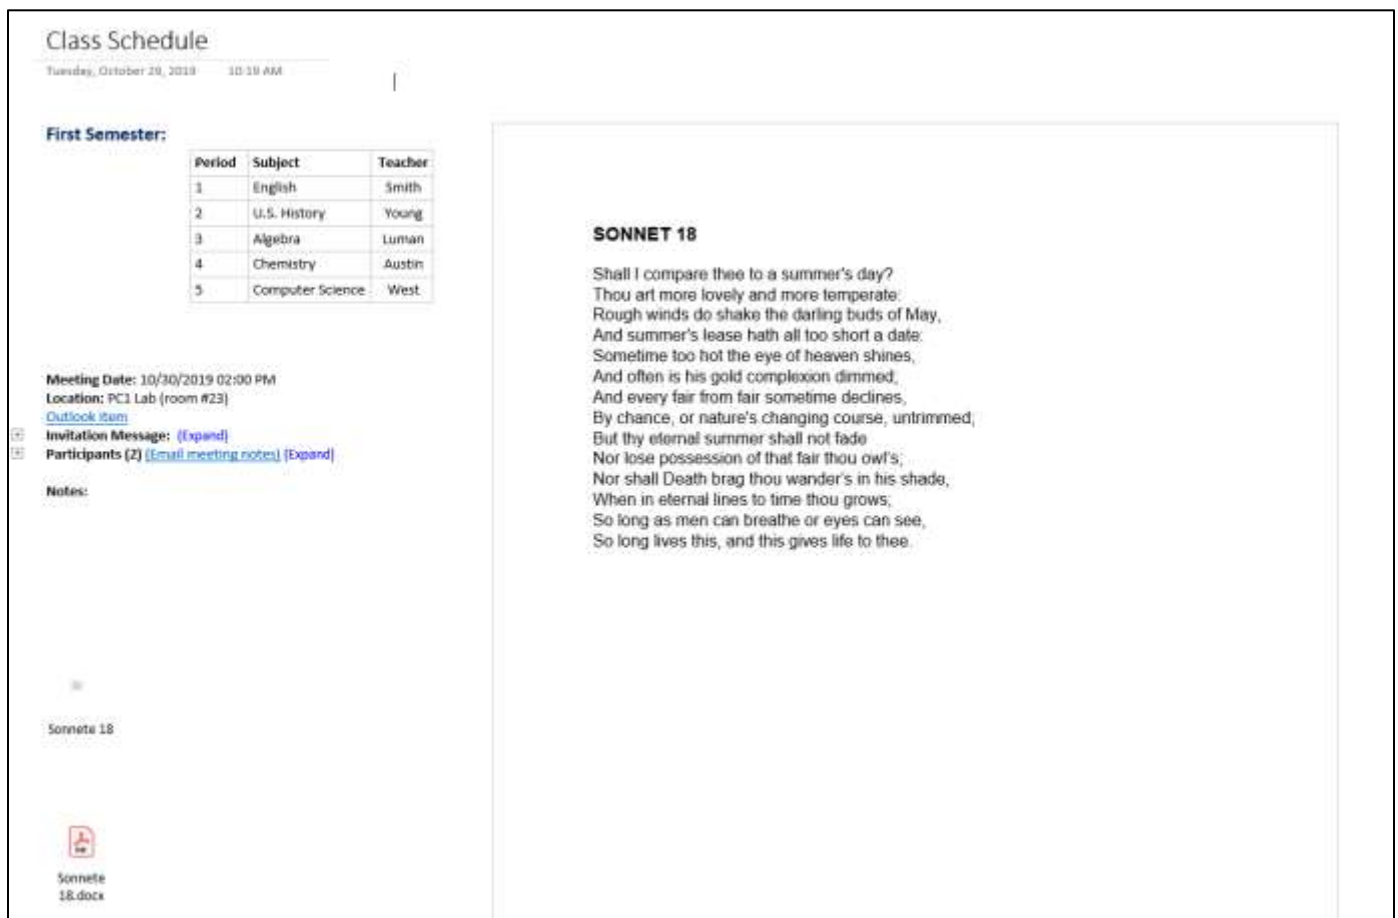 Class Schedule
Tuesday, October 29, 2019 10:19 AM
First Semester:
Period Subject Teacher
1 English Smith
2 U.S. History Young
3 Algebra Luman
4 Chemistry Austin
5 Computer Science West
Meeting Date: 10/30/2019 02:00 PM
Location: PC1 Lab (room #23)
Outlook Item
Invitation Message: (Expand)
Participants (2) (Email meeting notes) (Expand)
Notes:
Sonnete 18
Sonnete
18.docx
SONNET 18
Shall I compare thee to a summer's day?
Thou art more lovely and more temperate:
Rough winds do shake the darling buds of May,
And summer's lease hath all too short a date:
Sometime too hot the eye of heaven shines,
And often is his gold complexion dimmed,
And every fair from fair sometime declines,
By chance, or nature's changing course, untrimmed;
But thy eternal summer shall not fade
Nor lose possession of that fair thou owl's;
Nor shall Death brag thou wander's in his shade,
When in eternal lines to time thou grows;
So long as men can breathe or eyes can see,
So long lives this, and this gives life to thee.